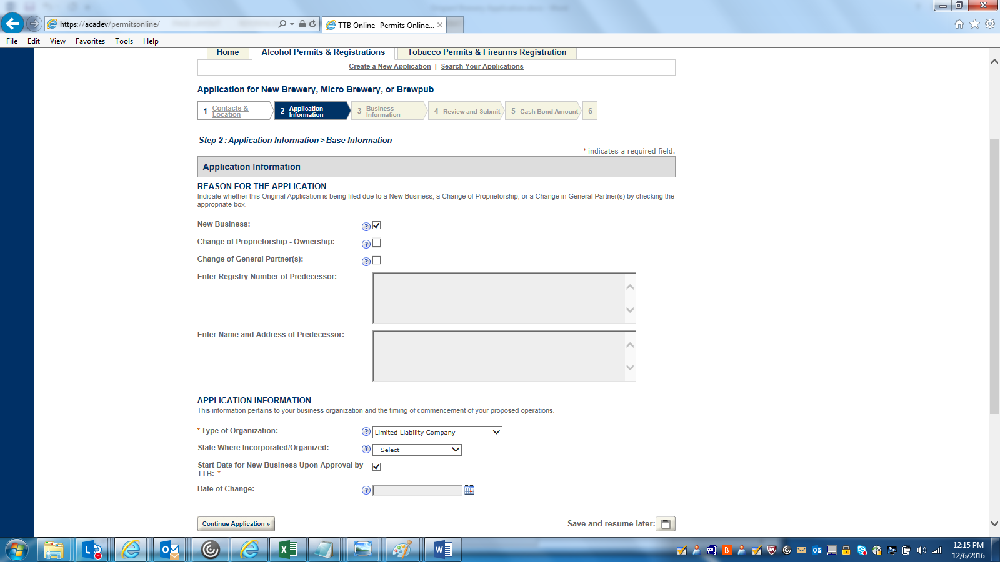 https://acadev/permitsonline/
TTB Online- Permits Online...
File Edit View Favorites Tools Help
Home Alcohol Permits & Registrations Tobacco Permits & Firearms Registration
Create a New Application | Search Your Applications
Application for New Brewery, Micro Brewery, or Brewpub
1 Contacts & Location
2 Application Information
3 Business Information
4 Review and Submit
5 Cash Bond Amount
6
Step 2: Application Information > Base Information
* indicates a required field.
Application Information
REASON FOR THE APPLICATION
Indicate whether this Original Application is being filed due to a New Business, a Change of Proprietorship, or a Change in General Partner(s) by checking the
appropriate box.
New Business:
Change of Proprietorship - Ownership:
Change of General Partner(s):
Enter Registry Number of Predecessor:
Enter Name and Address of Predecessor:
APPLICATION INFORMATION
This information pertains to your business organization and the timing of commencement of your proposed operations.
* Type of Organization: Limited Liability Company
State Where Incorporated/Organized: --Select--
Start Date for New Business Upon Approval by
TTB: *
Date of Change:
Continue Application »
Save and resume later:
12:15 PM
12/6/2016